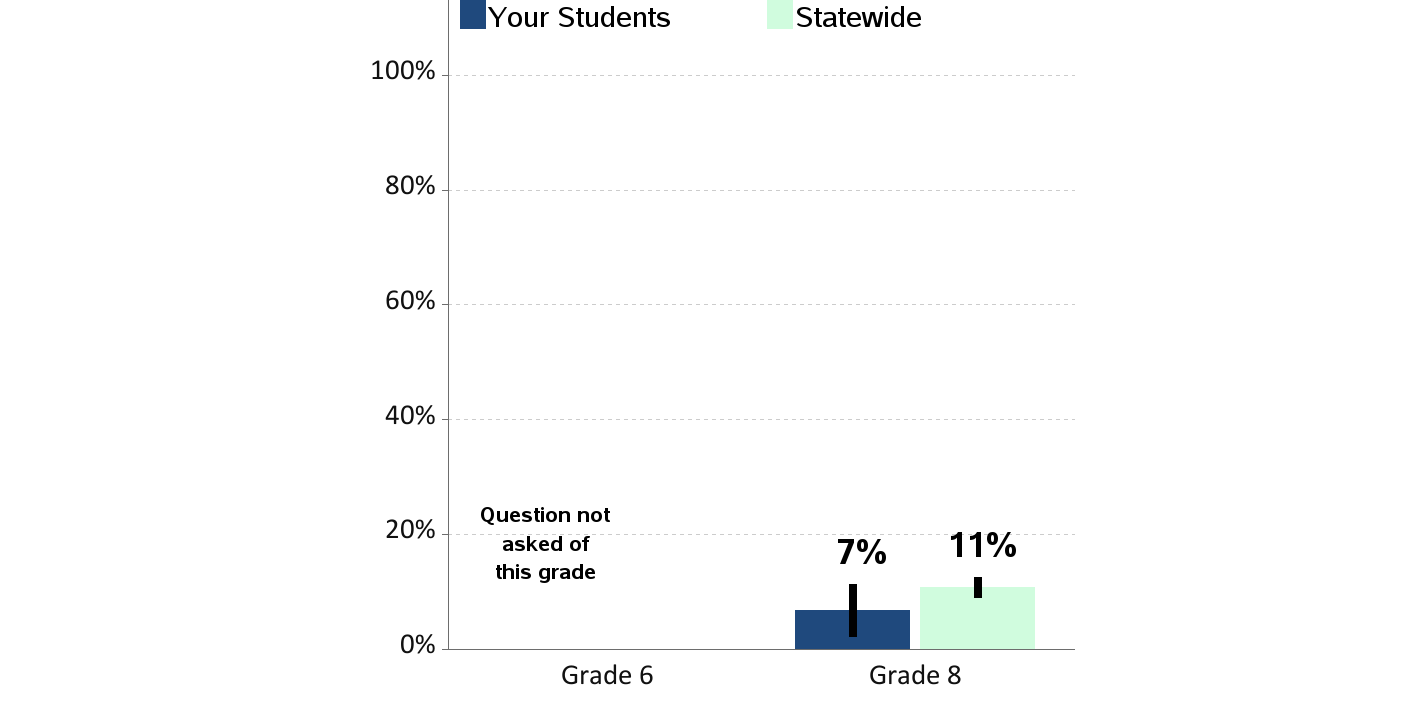 Your Students Statewide
100%
80%
60%
40%
20%
0%
Question not
asked of
this grade
7%
11%
Grade 6 Grade 8